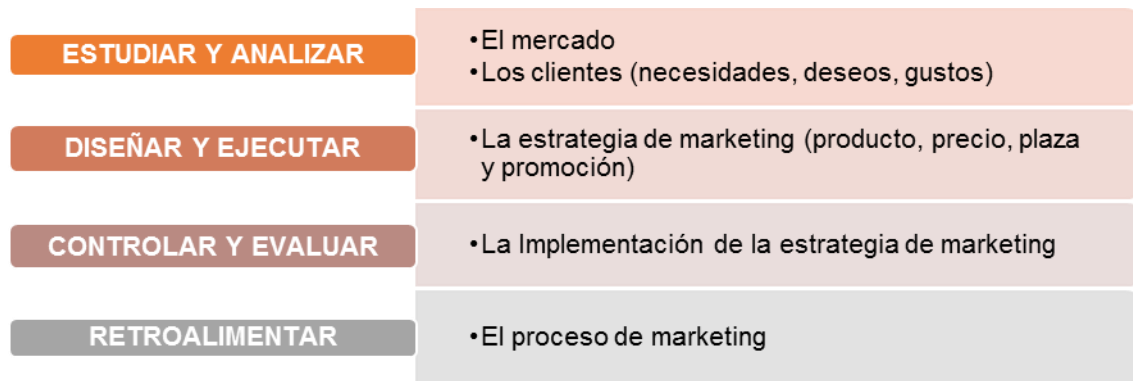 ESTUDIAR Y ANALIZAR
•El mercado
•Los clientes (necesidades, deseos, gustos)
DISEÑAR Y EJECUTAR
•La estrategia de marketing (producto, precio, plaza
y promoción)
CONTROLAR Y EVALUAR
•La Implementación de la estrategia de marketing
RETROALIMENTAR
•El proceso de marketing